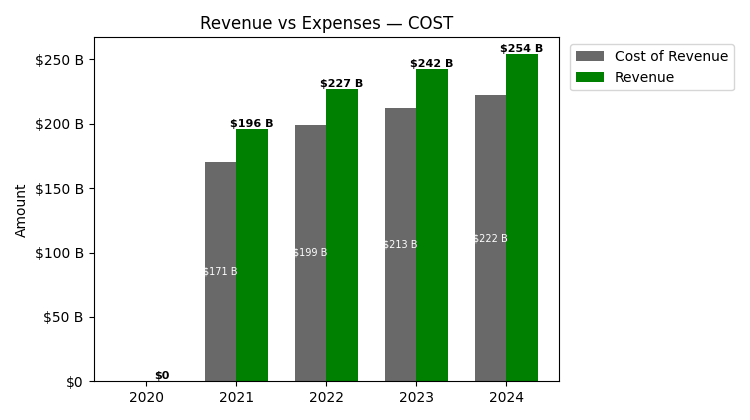 Revenue vs Expenses — COST
Cost of Revenue
Revenue
Amount
$250 B
$200 B
$150 B
$100 B
$50 B
$0
$0
$196 B
$227 B
$242 B
$254 B
$171 B
$199 B
$213 B
$222 B
2020
2021
2022
2023
2024